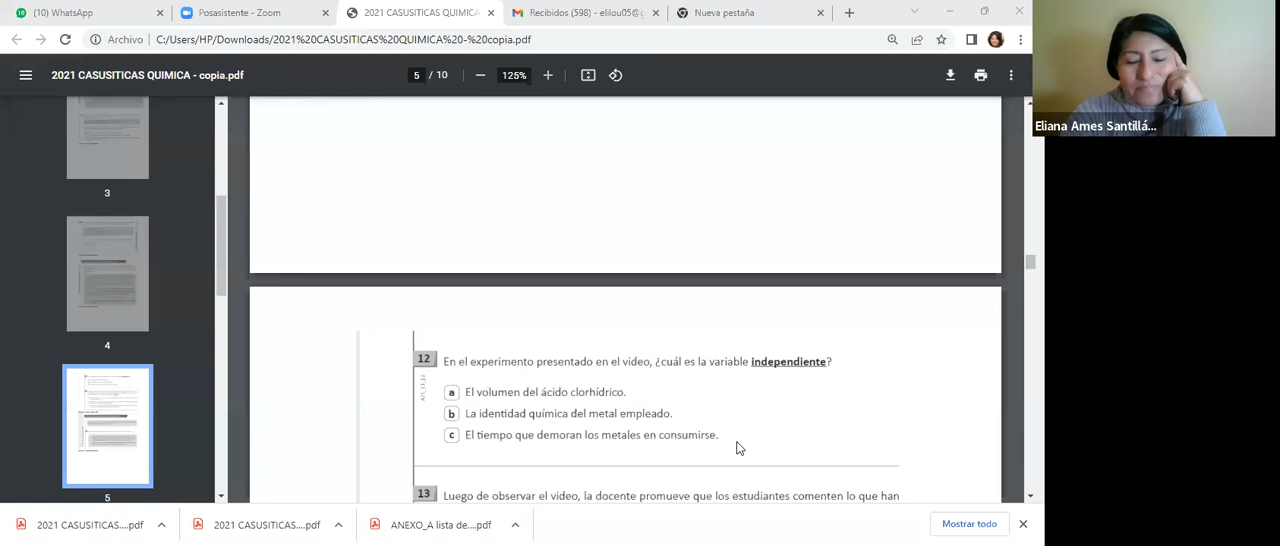 (10) WhatsApp
Posasistente - Zoom
2021 CASUSITICAS QUIMICA
Recibidos (598) - elilou05@g
Nueva pestaña
Archivo
C:/Users/HP/Downloads/2021%20CASUSITICAS%20QUIMICA%20-%20copia.pdf
2021 CASUSITICAS QUIMICA - copia.pdf
5 / 10
125%
Eliana Ames Santillá...
3
4
5
12 En el experimento presentado en el video, ¿cuál es la variable independiente?
A21_13_12
a El volumen del ácido clorhídrico.
b La identidad química del metal empleado.
c El tiempo que demoran los metales en consumirse.
13 Luego de observar el video, la docente promueve que los estudiantes comenten lo que han
2021 CASUSITICAS....pdf
2021 CASUSITICAS....pdf
ANEXO_A lista de....pdf
Mostrar todo